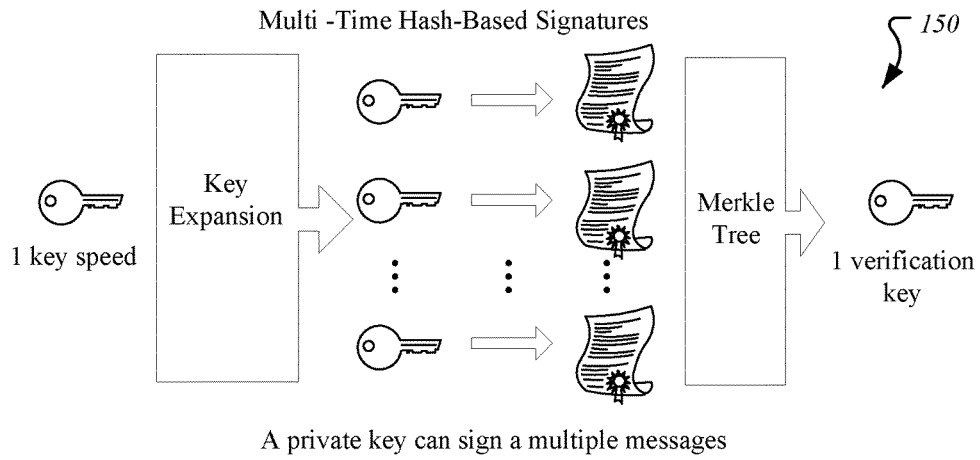 Multi -Time Hash-Based Signatures
150
Key
Expansion
1 key speed
Merkle
Tree
1 verification
key
A private key can sign a multiple messages